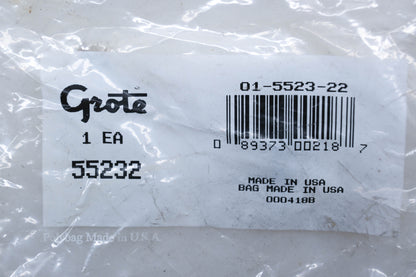 Grote
01-5523-22
1 EA
0 89373 00218 7
55232
MADE IN USA
BAG MADE IN USA
000418B
Polybag Made in U.S.A.